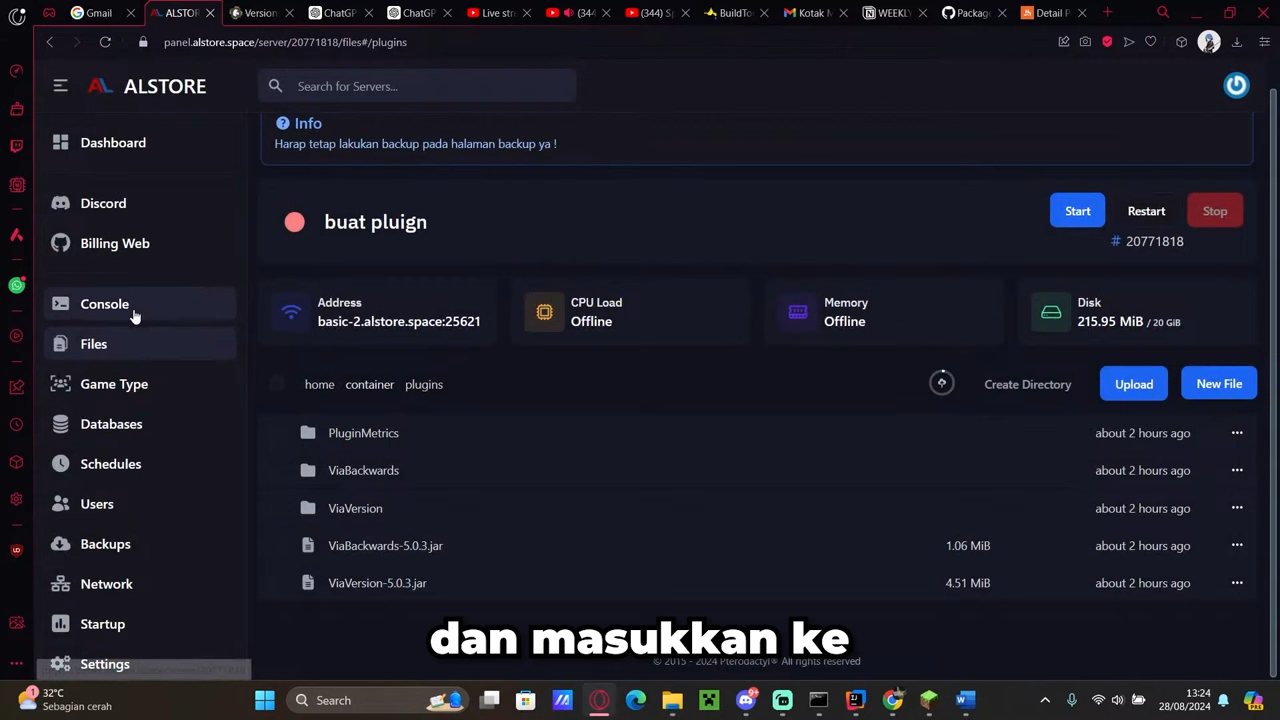 Gmail
ALSTORE
Version
ChatGP
ChatGP
Live st
(344)
(344) S
BuildTo
Kotak M
WEEKLY
Packag
Detail P
panel.alstore.space/server/20771818/files#/plugins
ALSTORE
Search for Servers...
Dashboard
Discord
Billing Web
Console
Files
Game Type
Databases
Schedules
Users
Backups
Network
Startup
Settings
Info
Harap tetap lakukan backup pada halaman backup ya !
buat pluign
Start
Restart
Stop
# 20771818
Address
basic-2.alstore.space:25621
CPU Load
Offline
Memory
Offline
Disk
215.95 MiB / 20 GiB
home container plugins
Create Directory
Upload
New File
PluginMetrics about 2 hours ago
ViaBackwards about 2 hours ago
ViaVersion about 2 hours ago
ViaBackwards-5.0.3.jar 1.06 MiB about 2 hours ago
ViaVersion-5.0.3.jar 4.51 MiB about 2 hours ago
dan masukkan ke
© 2015 - 2024 Pterodactyl® All rights reserved
1
32°C
Sebagian cerah
Search
13:24
28/08/2024